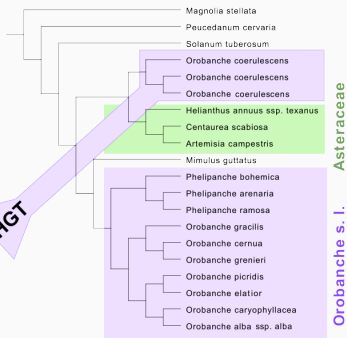 Magnolia stellata
Peucedanum cervaria
Solanum tuberosum
Orobanche coerulescens
Orobanche coerulescens
Orobanche coerulescens
Helianthus annuus ssp. texanus
Centaurea scabiosa
Artemisia campestris
Mimulus guttatus
Phelipanche bohemica
Phelipanche arenaria
Phelipanche ramosa
Orobanche gracilis
Orobanche cernua
Orobanche grenieri
Orobanche picridis
Orobanche elatior
Orobanche caryophyllacea
Orobanche alba ssp. alba
HGT
Asteraceae
Orobanche s. l.